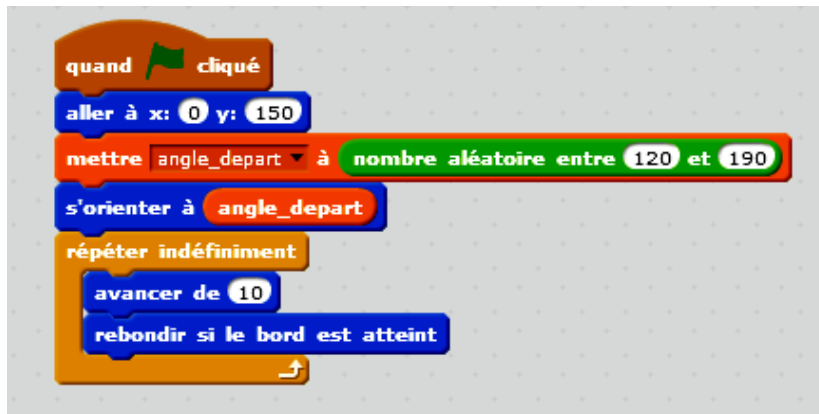 quand cliqué
aller à x: 0 y: 150
mettre angle_depart à nombre aléatoire entre 120 et 190
s'orienter à angle_depart
répéter indéfiniment
avancer de 10
rebondir si le bord est atteint